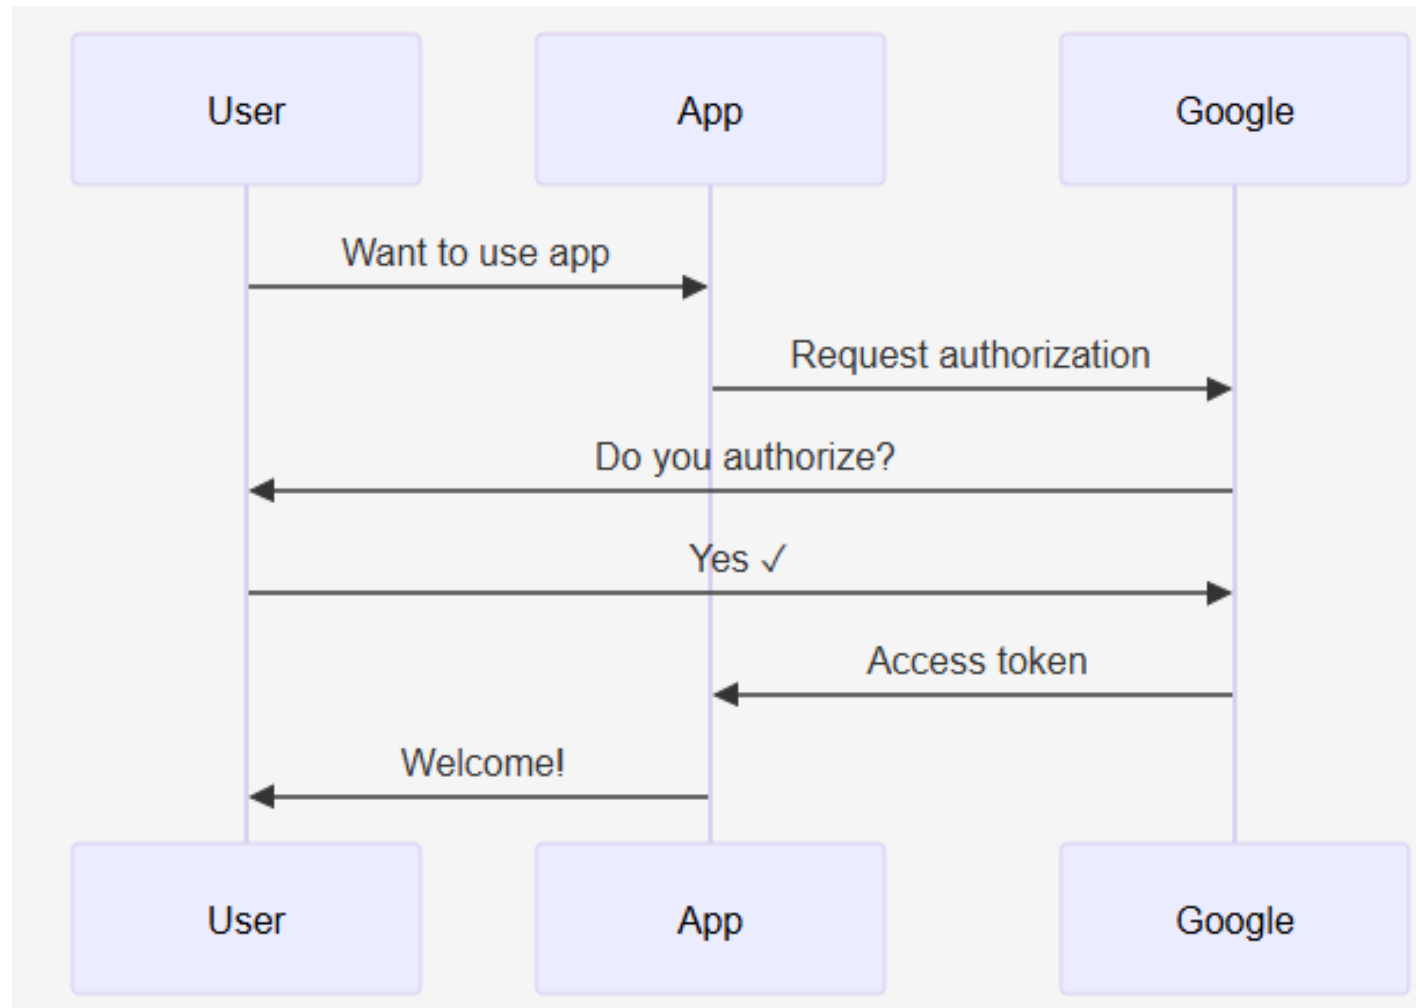 User
App
Google
Want to use app
Request authorization
Do you authorize?
Yes ✓
Access token
Welcome!
User
App
Google